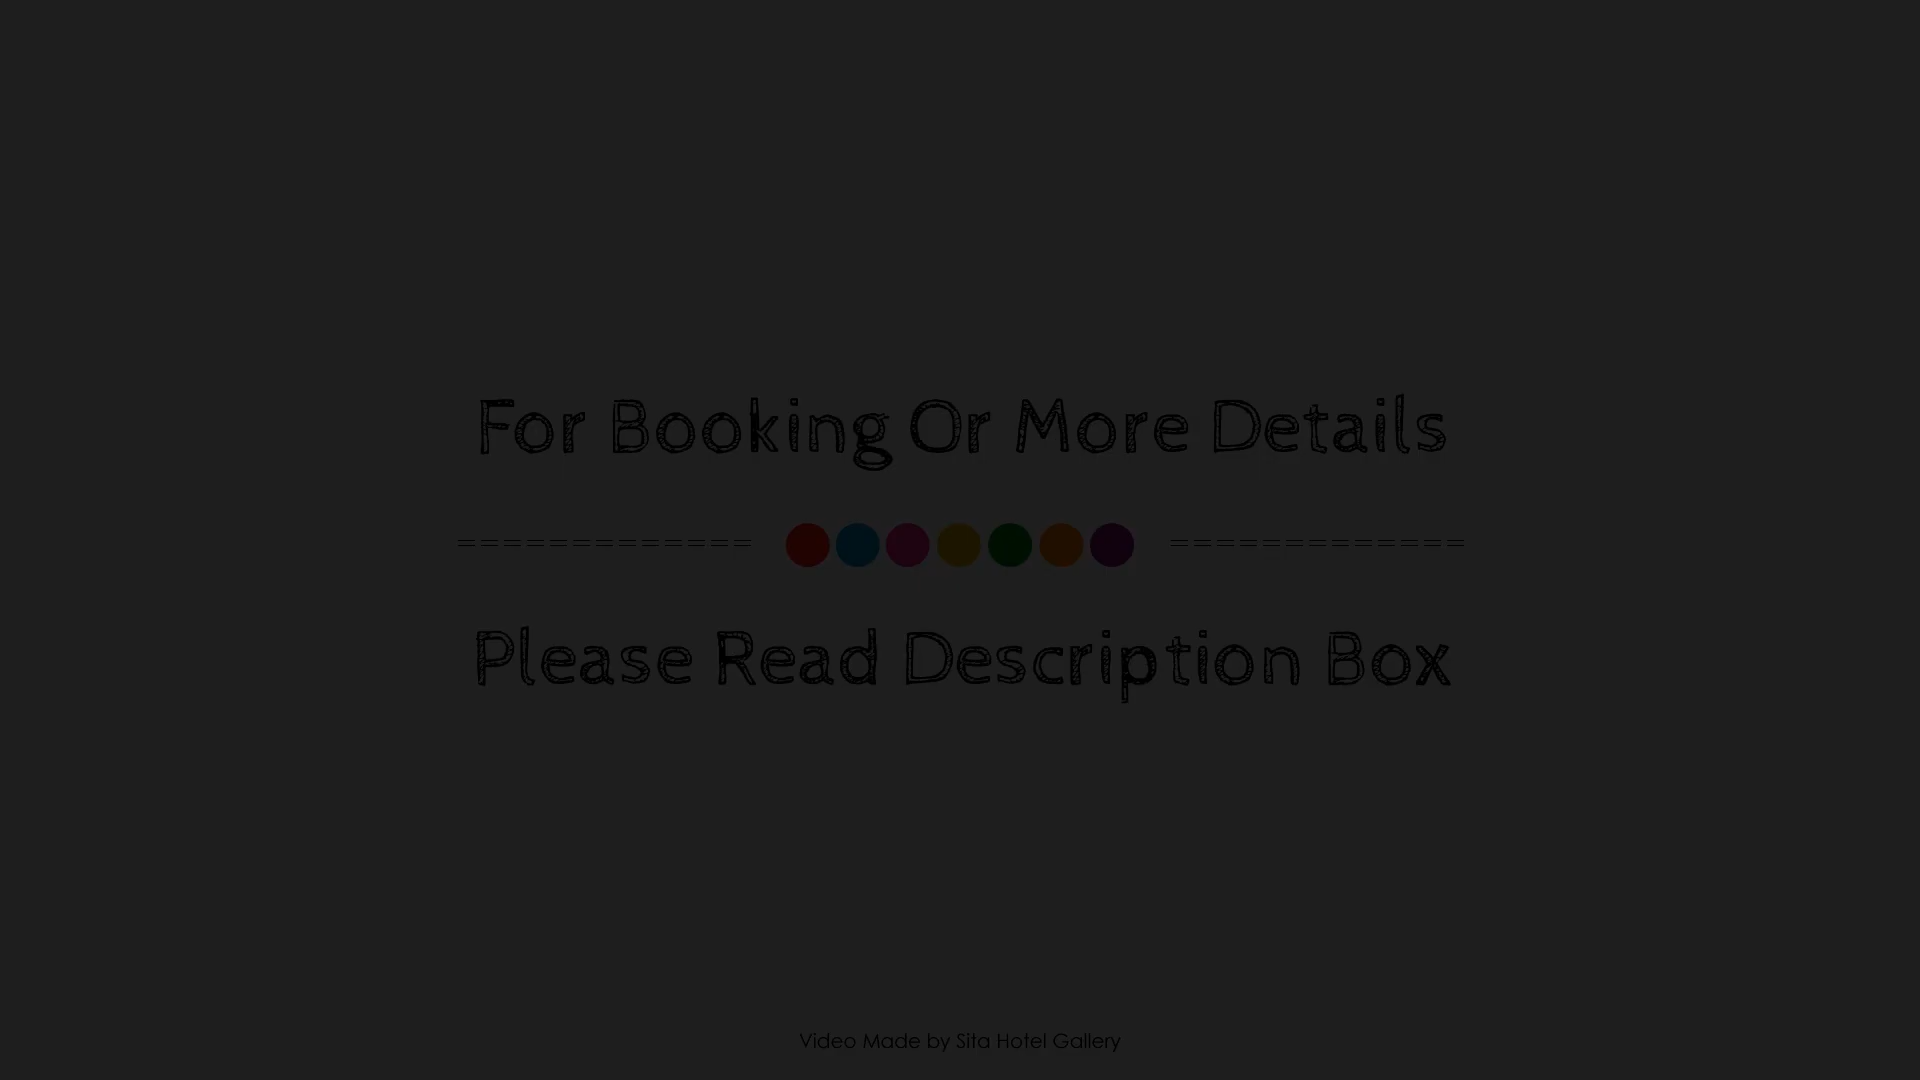 For Booking Or More Details
============= =============
Please Read Description Box
Video Made by Sita Hotel Gallery